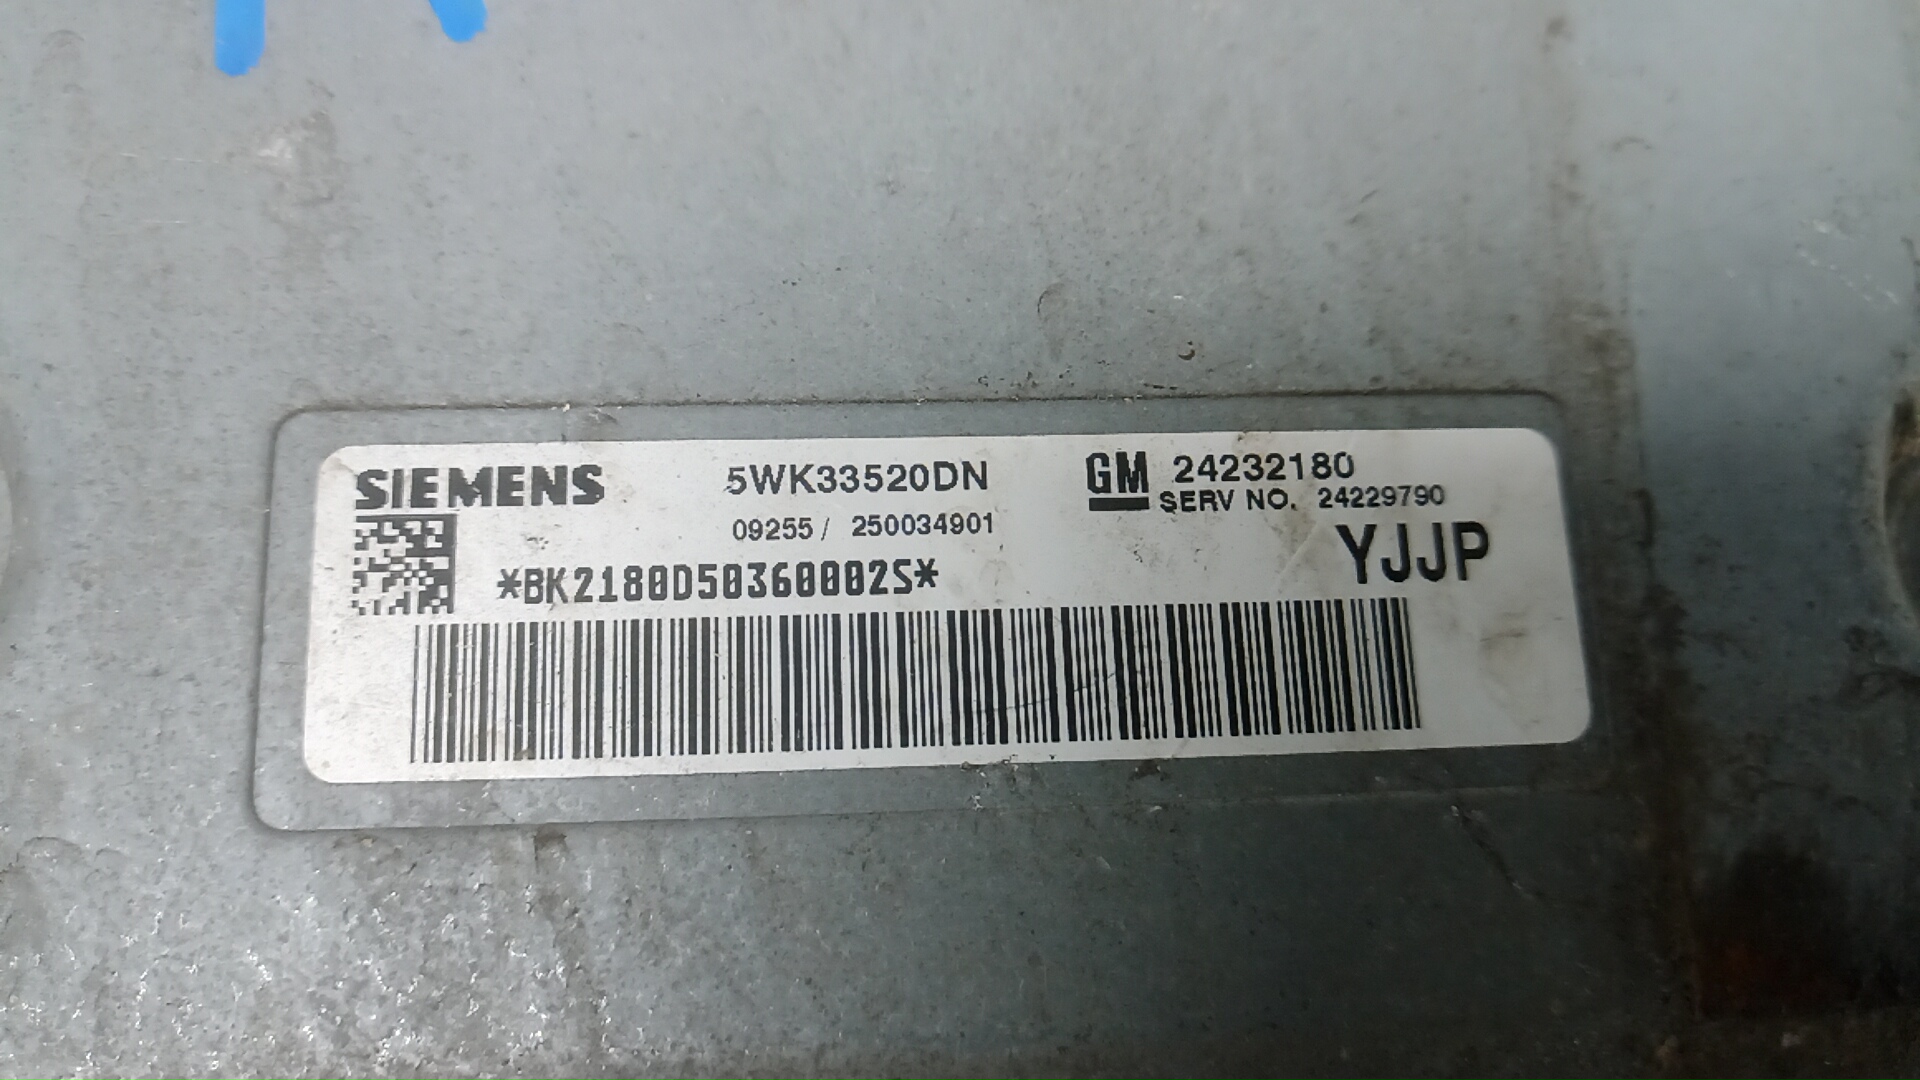 SIEMENS 5WK33520DN GM 24232180
SERV NO. 24229790
09255 / 250034901
YJJP
*BK2180D50360002S*